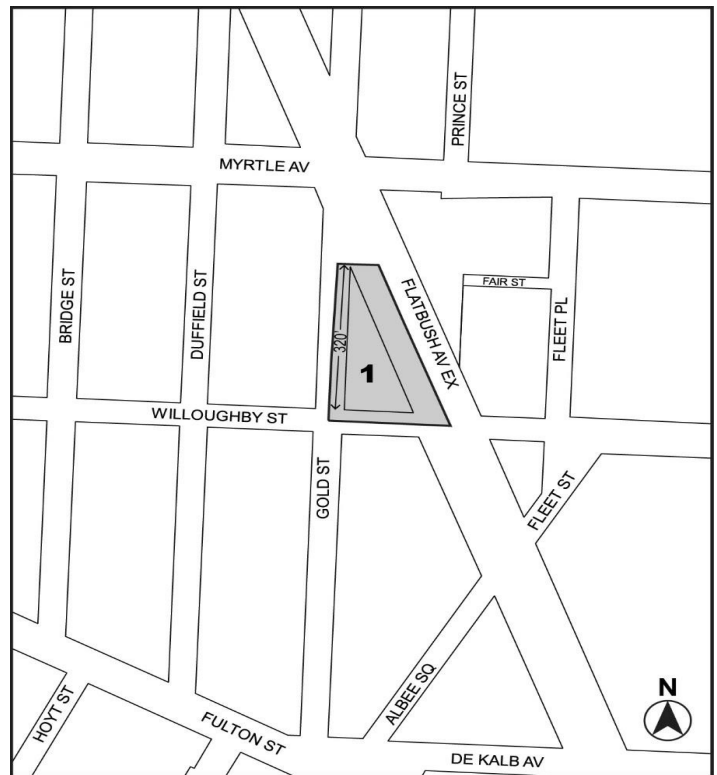 PRINCE ST
MYRTLE AV
BRIDGE ST
DUFFIELD ST
FLATBUSH AV EX
FAIR ST
FLEET PL
320'
1
WILLOUGHBY ST
GOLD ST
FLEET ST
ALBEE SQ
HOYT ST
FULTON ST
DE KALB AV
N